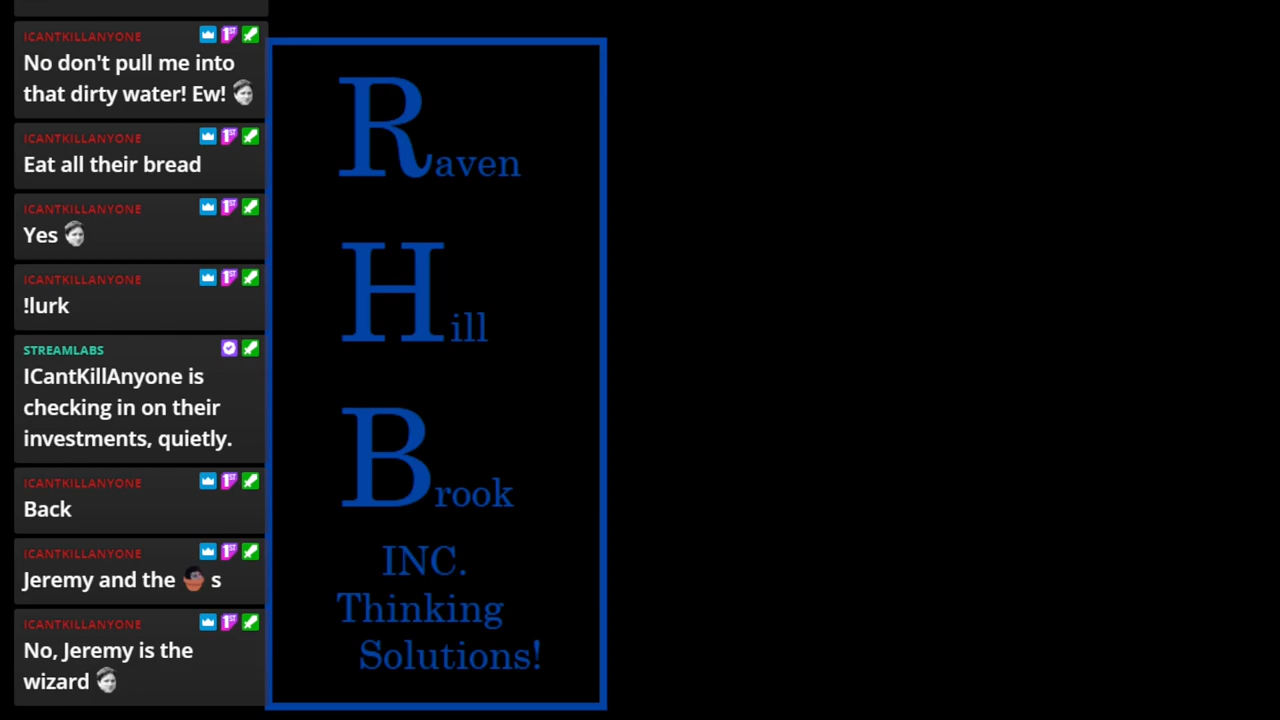 ICANTKILLANYONE
No don't pull me into
that dirty water! Ew!
ICANTKILLANYONE
Eat all their bread
ICANTKILLANYONE
Yes
ICANTKILLANYONE
!lurk
STREAMLABS
ICantKillAnyone is
checking in on their
investments, quietly.
ICANTKILLANYONE
Back
ICANTKILLANYONE
Jeremy and the s
ICANTKILLANYONE
No, Jeremy is the
wizard
Raven
Hill
Brook
INC.
Thinking
Solutions!